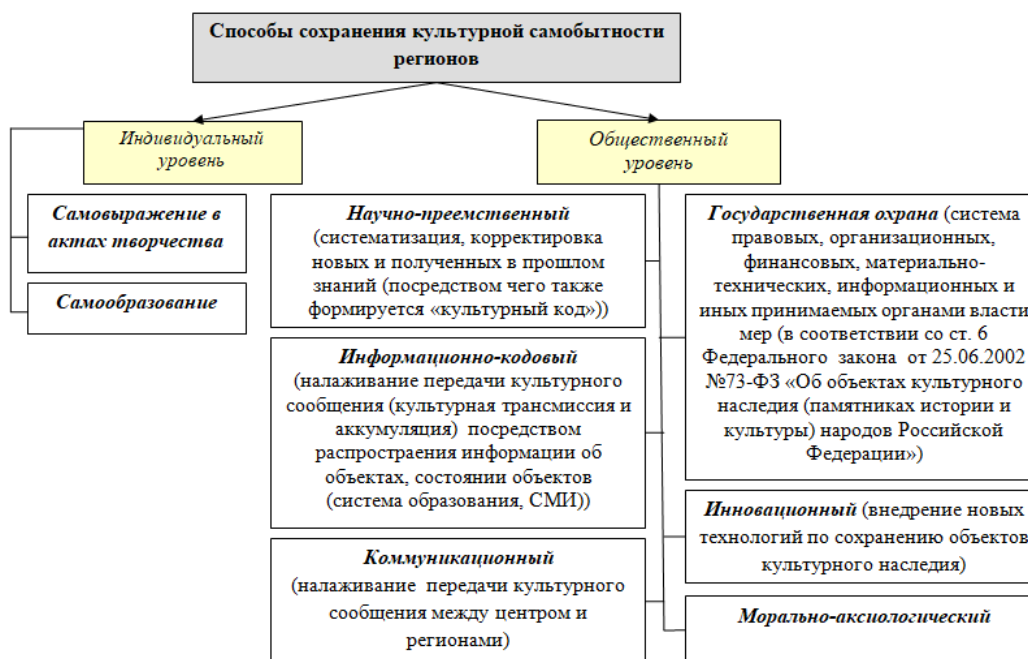 Способы сохранения культурной самобытности
регионов
Индивидуальный
уровень
Самовыражение в
актах творчества
Самообразование
Общественный
уровень
Научно-преемственный
(систематизация, корректировка
новых и полученных в прошлом
знаний (посредством чего также
формируется «культурный код»))
Информационно-кодовый
(налаживание передачи культурного
сообщения (культурная трансмиссия и
аккумуляция) посредством
распространения информации об
объектах, состоянии объектов
(система образования, СМИ))
Коммуникационный
(налаживание передачи культурного
сообщения между центром и
регионами)
Государственная охрана (система
правовых, организационных,
финансовых, материально-
технических, информационных и
иных принимаемых органами власти
мер (в соответствии со ст. 6
Федерального закона от 25.06.2002
№73-ФЗ «Об объектах культурного
наследия (памятниках истории и
культуры) народов Российской
Федерации»)
Инновационный (внедрение новых
технологий по сохранению объектов
культурного наследия)
Морально-аксиологический